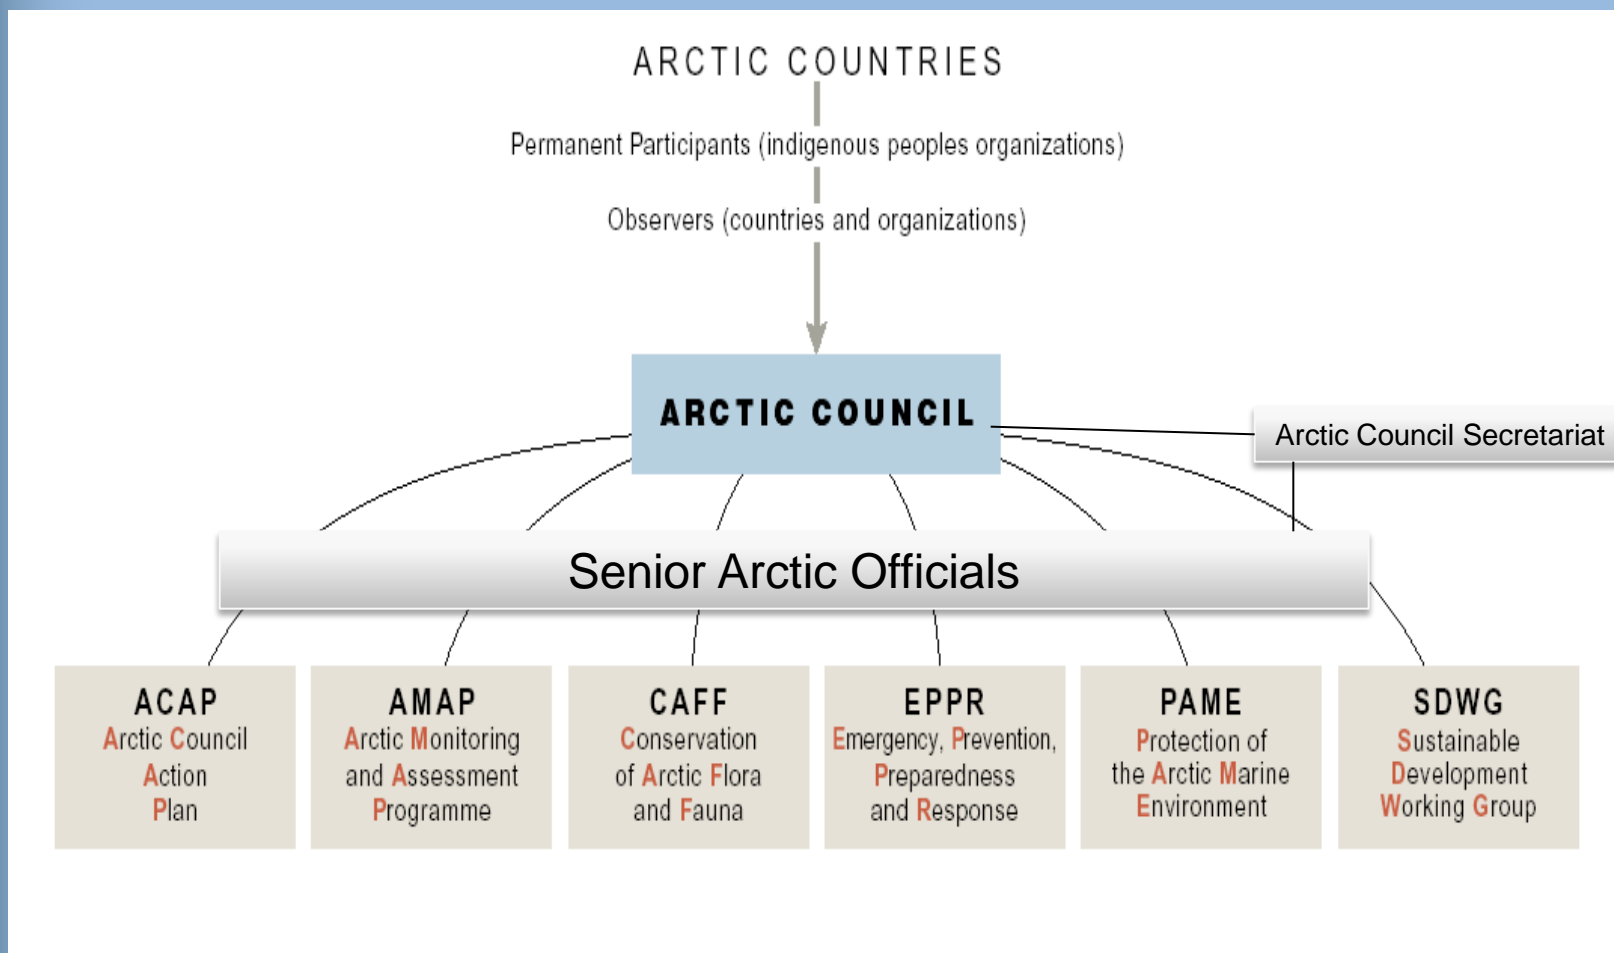 ARCTIC COUNTRIES
Permanent Participants (indigenous peoples organizations)
Observers (countries and organizations)
ARCTIC COUNCIL
Arctic Council Secretariat
Senior Arctic Officials
ACAP
Arctic Council
Action
Plan
AMAP
Arctic Monitoring
and Assessment
Programme
CAFF
Conservation
of Arctic Flora
and Fauna
EPPR
Emergency, Prevention,
Preparedness
and Response
PAME
Protection of
the Arctic Marine
Environment
SDWG
Sustainable
Development
Working Group